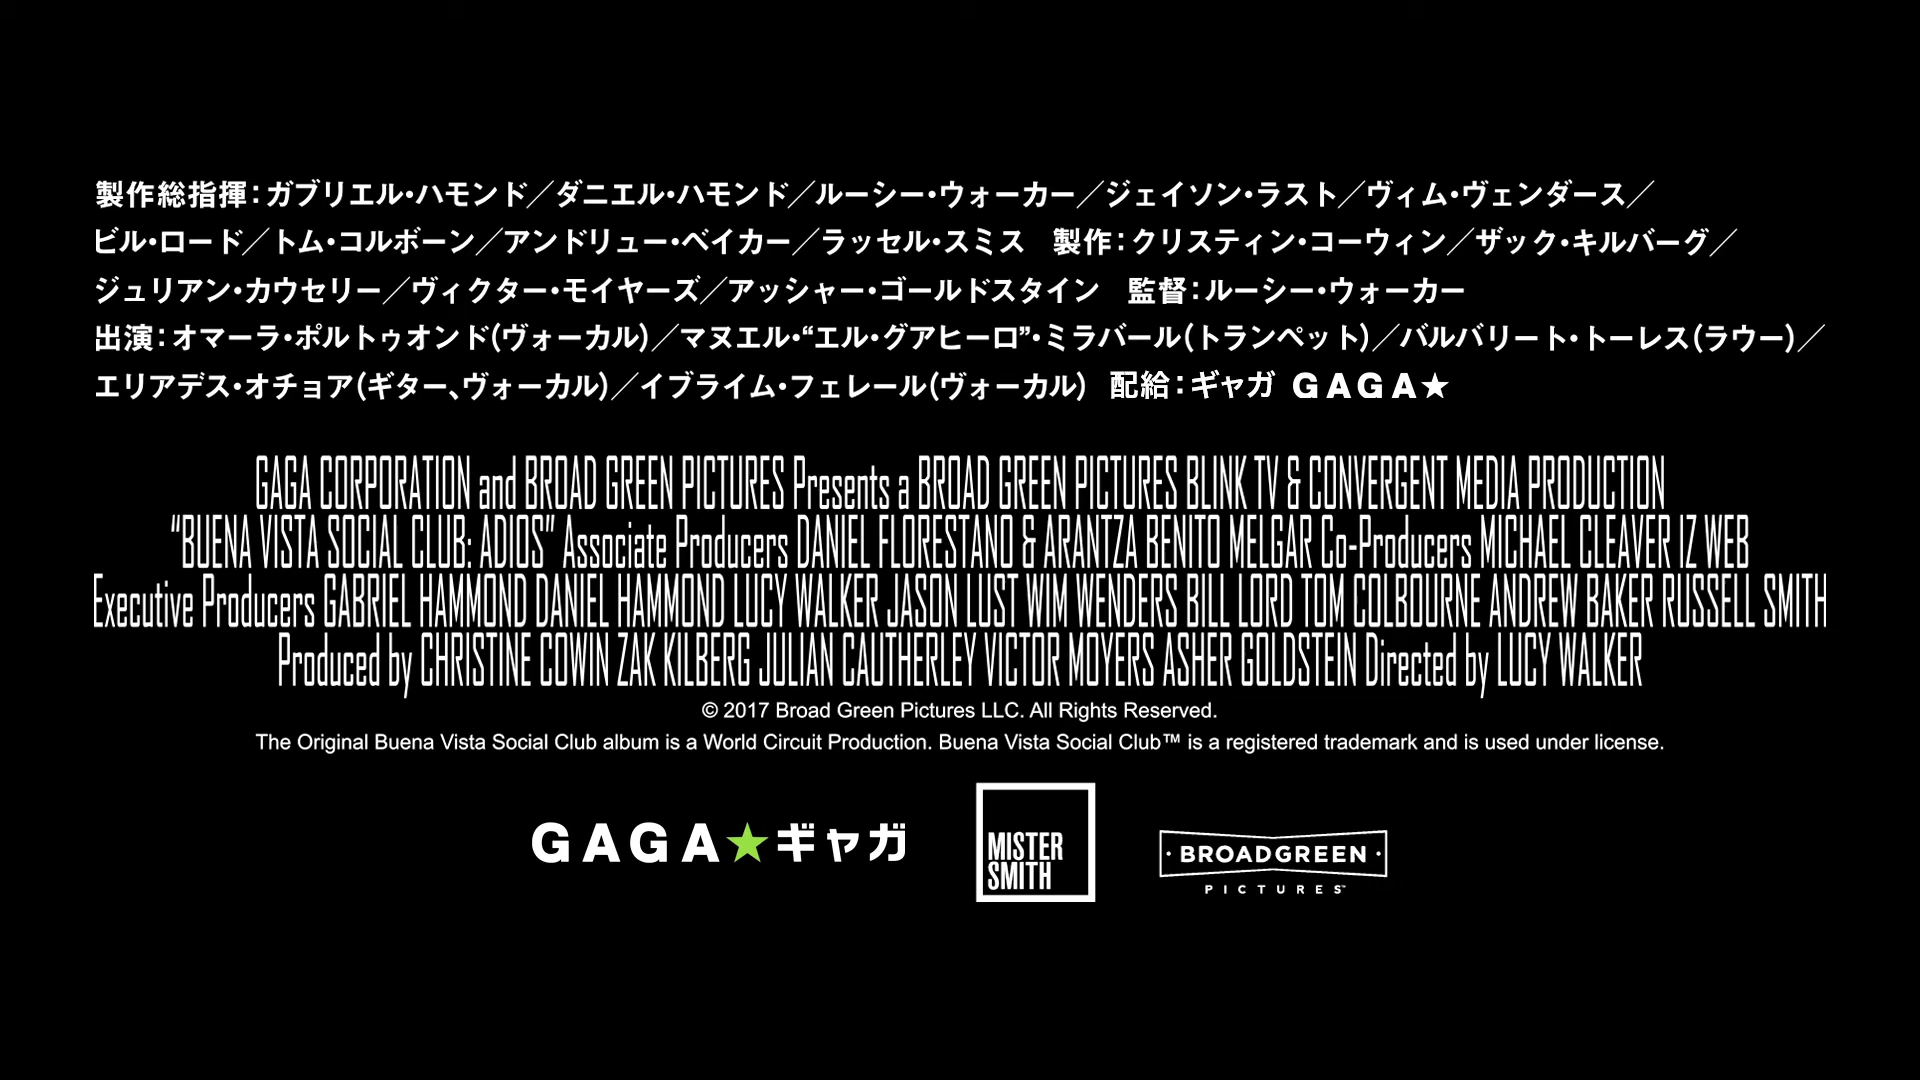 製作総指揮：ガブリエル・ハモンド／ダニエル・ハモンド／ルーシー・ウォーカー／ジェイソン・ラスト／ヴィム・ヴェンダース／
ビル・ロード／トム・コルボーン／アンドリュー・ベイカー／ラッセル・スミス　製作：クリスティン・コーウィン／ザック・キルバーグ／
ジュリアン・カウセリー／ヴィクター・モイヤーズ／アッシャー・ゴールドスタイン　監督：ルーシー・ウォーカー
出演：オマーラ・ポルトゥオンド(ヴォーカル)／マヌエル・“エル・グアヒーロ”・ミラバール(トランペット)／バルバリート・トーレス(ラウー)／
エリアデス・オチョア(ギター、ヴォーカル)／イブライム・フェレール(ヴォーカル)　配給：ギャガ GAGA★
GAGA CORPORATION and BROAD GREEN PICTURES Presents a BROAD GREEN PICTURES BLINK TV & CONVERGENT MEDIA PRODUCTION
“BUENA VISTA SOCIAL CLUB: ADIOS” Associate Producers DANIEL FLORESTANO & ARANTZA BENITO MELGAR Co-Producers MICHAEL CLEAVER IZ WEB
Executive Producers GABRIEL HAMMOND DANIEL HAMMOND LUCY WALKER JASON LUST WIM WENDERS BILL LORD TOM COLBOURNE ANDREW BAKER RUSSELL SMITH
Produced by CHRISTINE COWIN ZAK KILBERG JULIAN CAUTHERLEY VICTOR MOYERS ASHER GOLDSTEIN Directed by LUCY WALKER
© 2017 Broad Green Pictures LLC. All Rights Reserved.
The Original Buena Vista Social Club album is a World Circuit Production. Buena Vista Social Club™ is a registered trademark and is used under license.
GAGA★ギャガ
MISTER
SMITH
・BROADGREEN・
PICTURES™